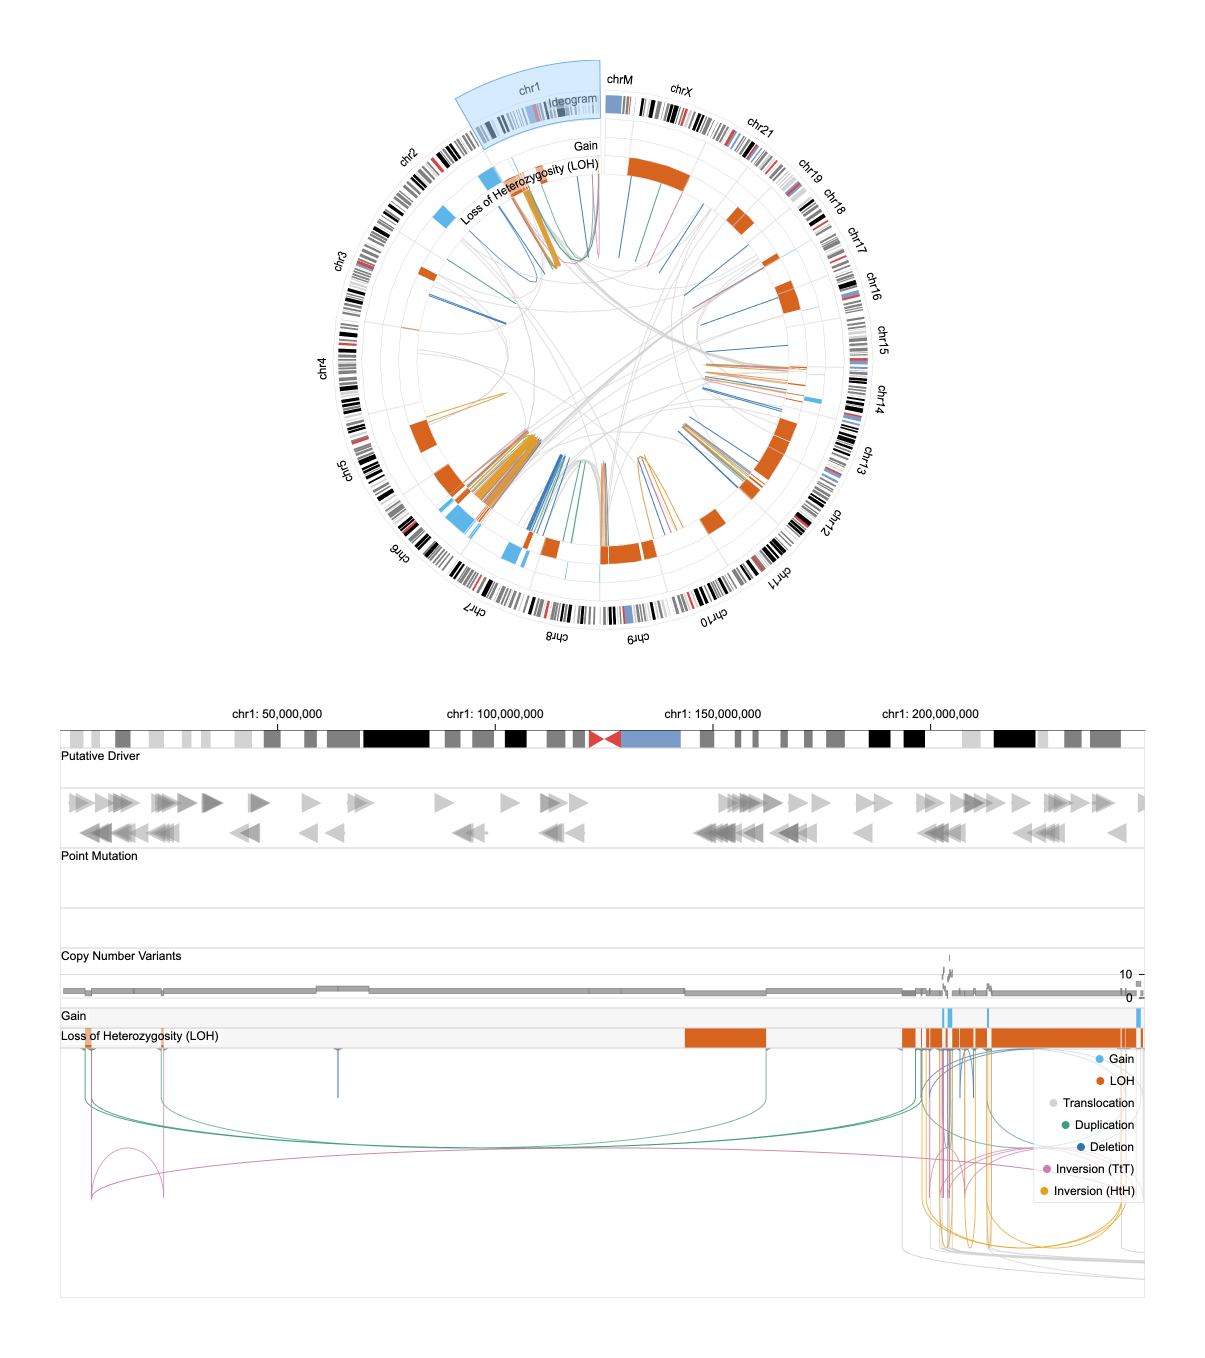 chr1
Ideogram
Gain
Loss of Heterozygosity (LOH)
chrM
chrX
chr21
chr19
chr18
chr17
chr16
chr15
chr14
chr13
chr12
chr11
chr10
chr9
chr8
chr7
chr6
chr5
chr4
chr3
chr2
chr1: 50,000,000 chr1: 100,000,000 chr1: 150,000,000 chr1: 200,000,000
Putative Driver
Point Mutation
Copy Number Variants
10
0
Gain
Loss of Heterozygosity (LOH)
Gain
LOH
Translocation
Duplication
Deletion
Inversion (TtT)
Inversion (HtH)